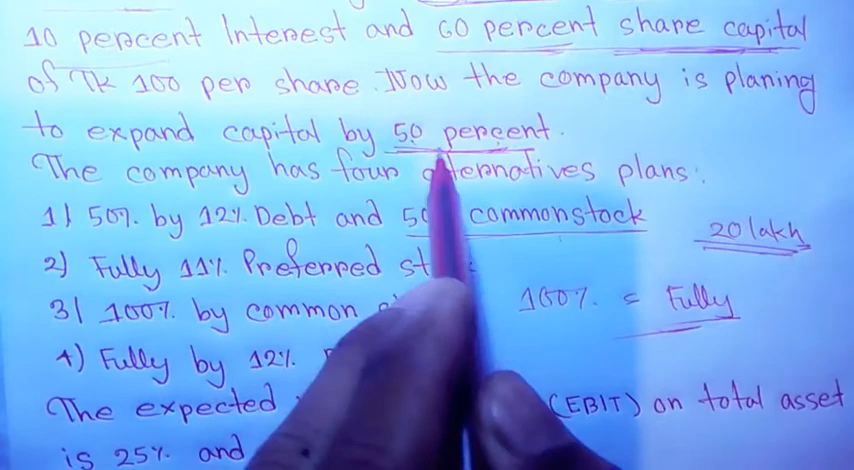 10 percent Interest and 60 percent share capital
of Tk 100 per share. Now the company is planing
to expand capital by 50 percent.
The company has four alternatives plans:
1) 50% by 12% Debt and commonstock
20 lakh
2) Fully 11% Preferred
3) 100% by common
100% = Fully
4) Fully by 12%
The expected (EBIT) on total asset
is 25% and